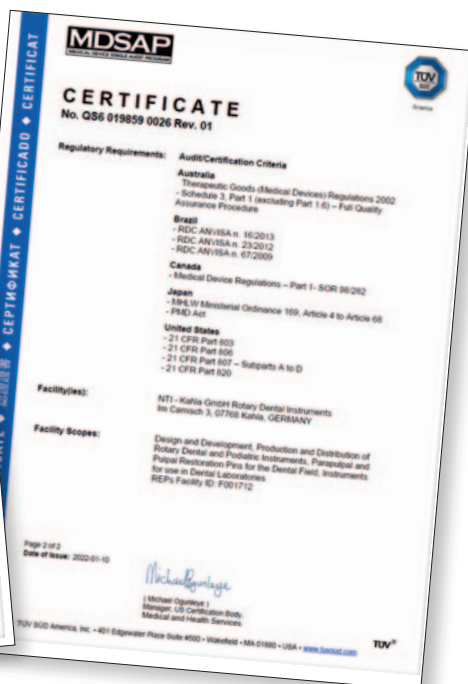 MDSAP
MEDICAL DEVICE SINGLE AUDIT PROGRAM
TÜV
SÜD
America
CERTIFICATE
No. QS6 019859 0026 Rev. 01
Regulatory Requirements: Audit/Certification Criteria
Australia
Therapeutic Goods (Medical Devices) Regulations 2002
- Schedule 3, Part 1 (excluding Part 1.6) – Full Quality
Assurance Procedure
Brazil
- RDC ANVISA n. 16/2013
- RDC ANVISA n. 23/2012
- RDC ANVISA n. 67/2009
Canada
- Medical Device Regulations – Part 1- SOR 98/282
Japan
- MHLW Ministerial Ordinance 169, Article 4 to Article 68
- PMD Act
United States
- 21 CFR Part 803
- 21 CFR Part 806
- 21 CFR Part 807 – Subparts A to D
- 21 CFR Part 820
Facility(ies): NTI - Kahla GmbH Rotary Dental Instruments
Im Camisch 3, 07768 Kahla, GERMANY
Facility Scopes: Design and Development, Production and Distribution of
Rotary Dental and Podiatric Instruments, Parapulpal and
Pulpal Restoration Pins for the Dental Field, Instruments
for use in Dental Laboratories
REPs Facility ID: F001712
Page 2 of 2
Date of Issue: 2022-01-10
( Michael Ogunleye )
Manager, US Certification Body,
Medical and Health Services
TÜV SÜD America, Inc. • 401 Edgewater Place Suite #500 • Wakefield • MA 01880 • USA • www.tuvsud.com TÜV®
СЕРТИФИКАТ ◆ CERTIFICADO ◆ CERTIFICAT